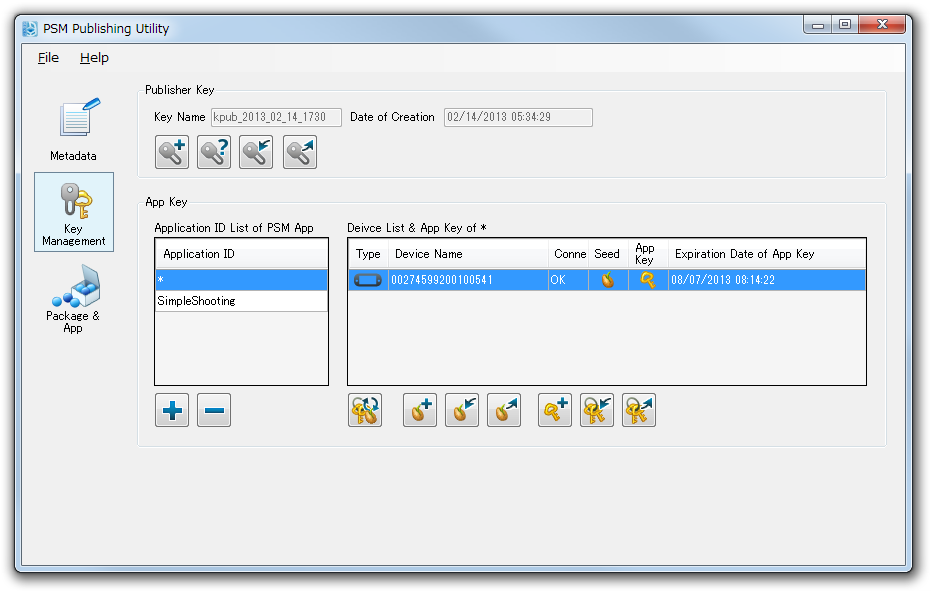 PSM Publishing Utility
File Help
Publisher Key
Key Name kpub_2013_02_14_1730 Date of Creation 02/14/2013 05:34:29
Metadata
Key
Management
Package &
App
App Key
Application ID List of PSM App
Application ID
*
SimpleShooting
Deivce List & App Key of *
Type Device Name Conne Seed App Key Expiration Date of App Key
00274599200100541 OK 08/07/2013 08:14:22